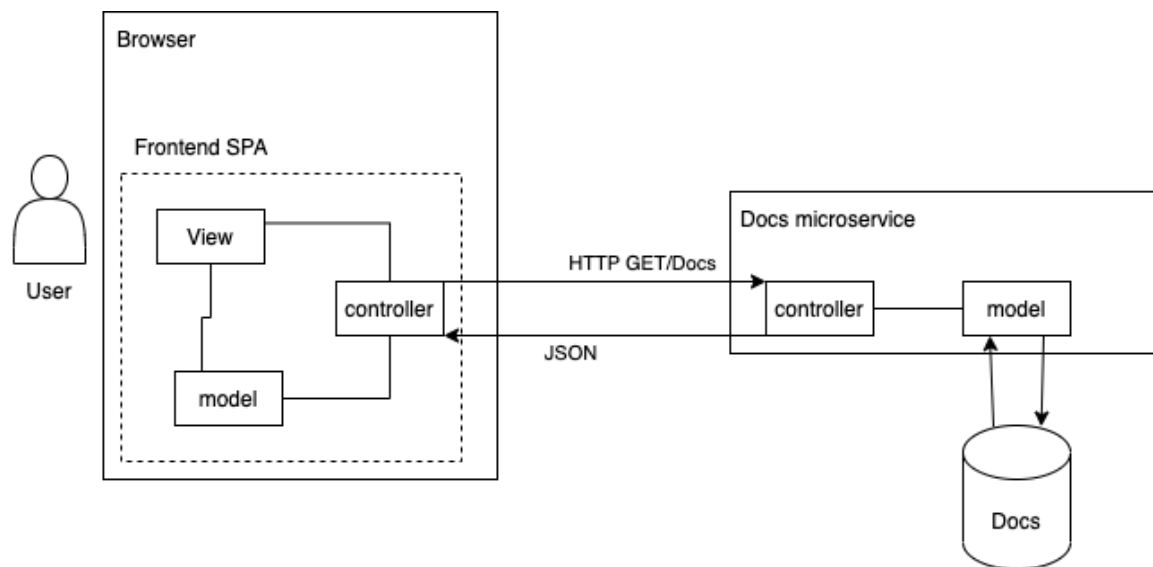 Browser
Frontend SPA
View
controller
model
User
HTTP GET/Docs
JSON
Docs microservice
controller
model
Docs